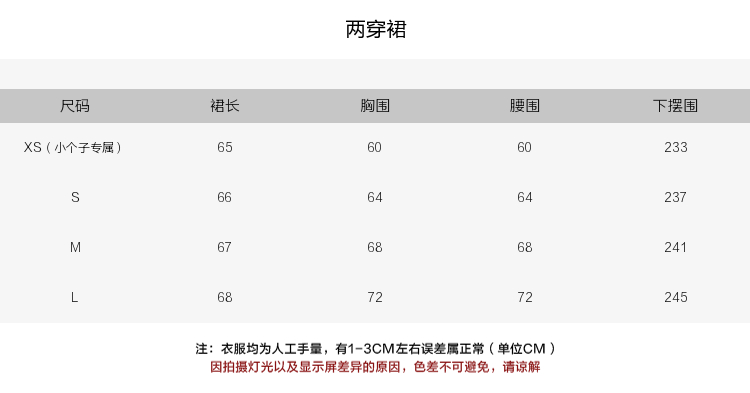 两穿裙
尺码 裙长 胸围 腰围 下摆围
XS（小个子专属） 65 60 60 233
S 66 64 64 237
M 67 68 68 241
L 68 72 72 245
注：衣服均为人工手量，有1-3CM左右误差属正常（单位CM）
因拍摄灯光以及显示屏差异的原因，色差不可避免，请谅解